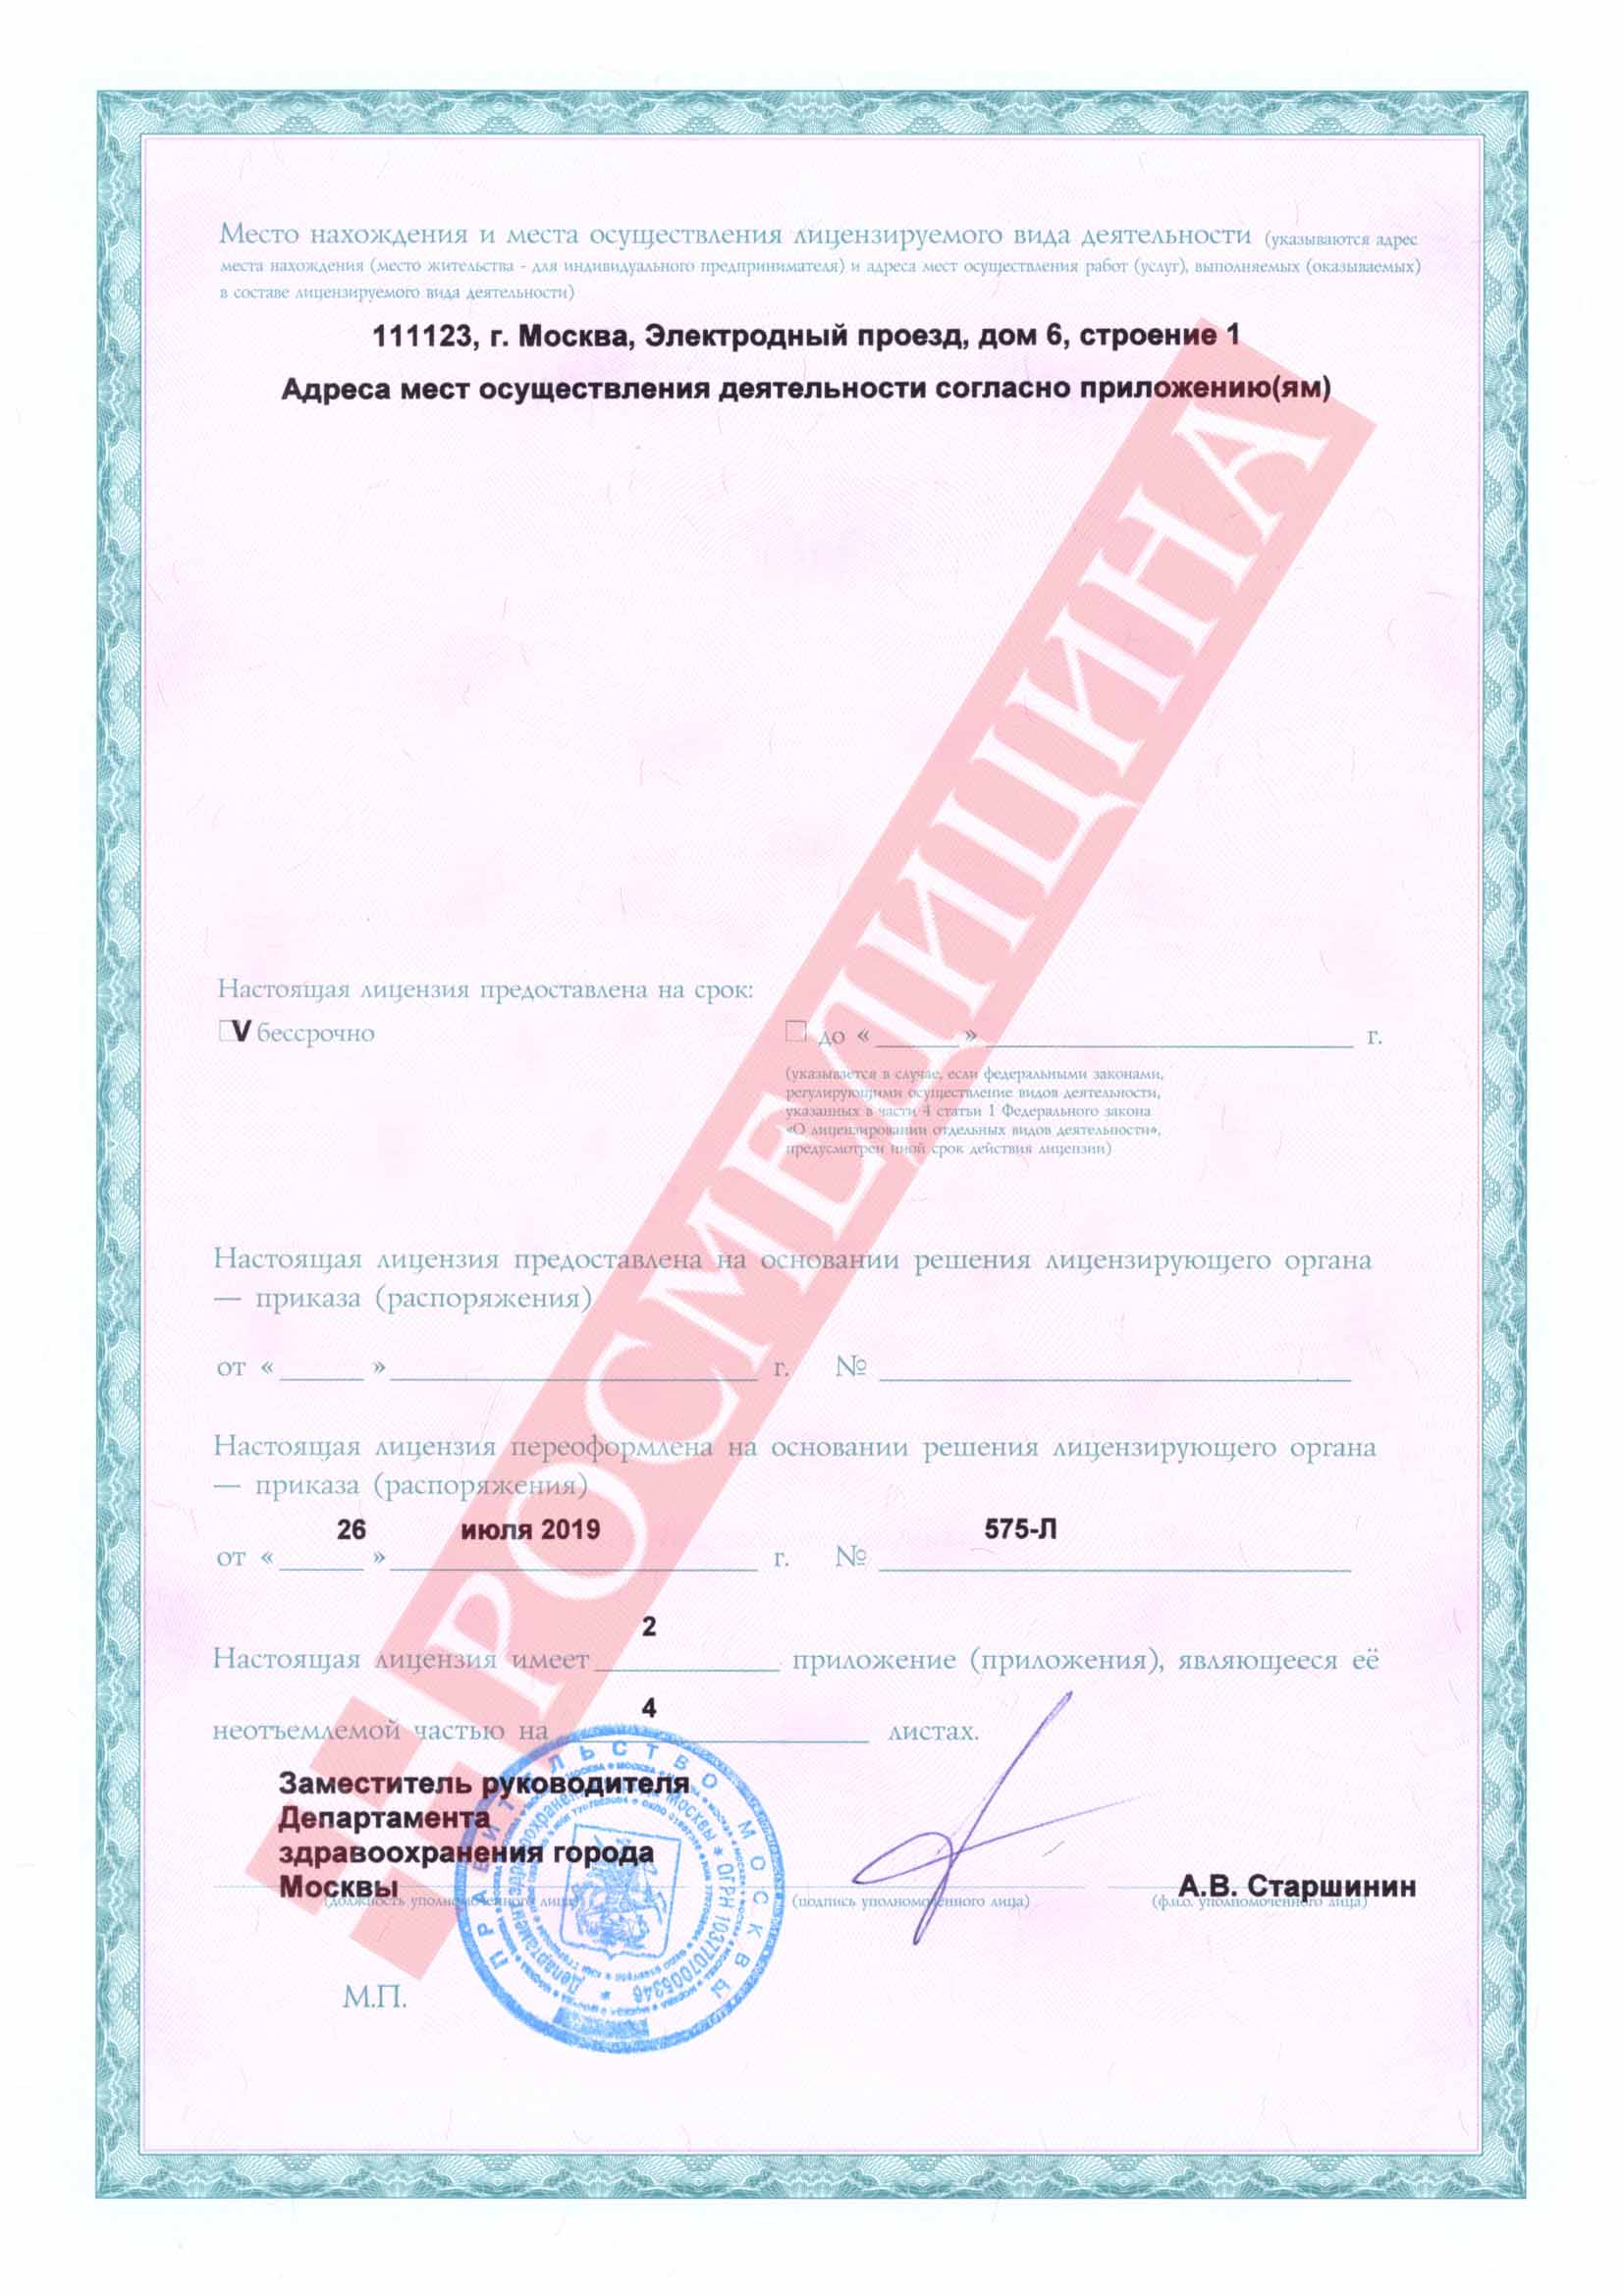 Место нахождения и места осуществления лицензируемого вида деятельности (указываются адрес
места нахождения (место жительства - для индивидуального предпринимателя) и адреса мест осуществления работ (услуг), выполняемых (оказываемых)
в составе лицензируемого вида деятельности)
111123, г. Москва, Электродный проезд, дом 6, строение 1
Адреса мест осуществления деятельности согласно приложению(ям)
РОСМЕДИЦИНА
Настоящая лицензия предоставлена на срок:
V бессрочно
до « » г.
(указывается в случае, если федеральными законами,
регулирующими осуществление видов деятельности,
указанных в части 4 статьи 1 Федерального закона
«О лицензировании отдельных видов деятельности»,
предусмотрен иной срок действия лицензии)
Настоящая лицензия предоставлена на основании решения лицензирующего органа
— приказа (распоряжения)
от « » г. №
Настоящая лицензия переоформлена на основании решения лицензирующего органа
— приказа (распоряжения)
от « 26 » июля 2019 г. № 575-Л
Настоящая лицензия имеет 2 приложение (приложения), являющееся её
неотъемлемой частью на 4 листах.
Заместитель руководителя
Департамента
здравоохранения города
Москвы
А.В. Старшинин
(должность уполномоченного лица)
(подпись уполномоченного лица)
(ф.и.о. уполномоченного лица)
М.П.
ПРАВИТЕЛЬСТВО МОСКВЫ
Департамент здравоохранения города Москвы * ОГРН 1037707005346 *